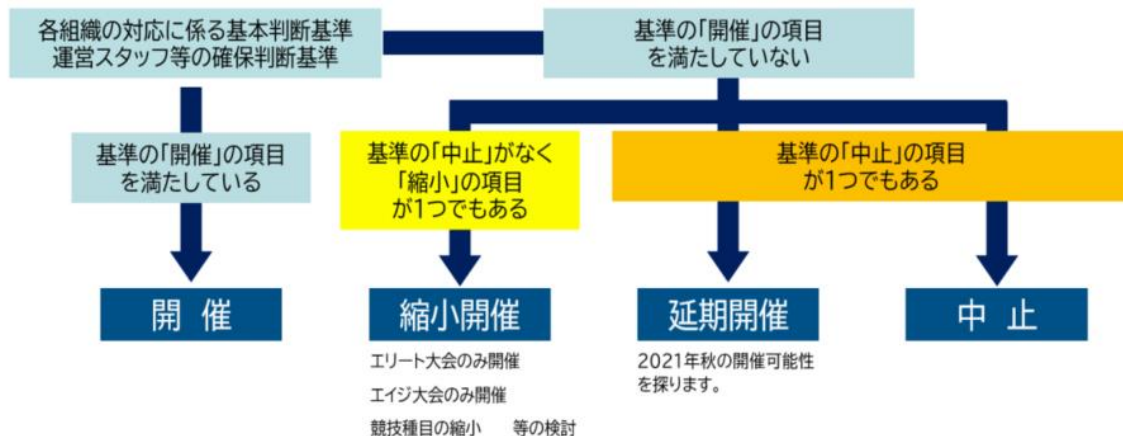 各組織の対応に係る基本判断基準
運営スタッフ等の確保判断基準
基準の「開催」の項目
を満たしていない
基準の「開催」の項目
を満たしている
基準の「中止」がなく
「縮小」の項目
が1つでもある
基準の「中止」の項目
が1つでもある
開 催
縮小開催
延期開催
中 止
エリート大会のみ開催
エイジ大会のみ開催
競技種目の縮小 等の検討
2021年秋の開催可能性
を探ります。